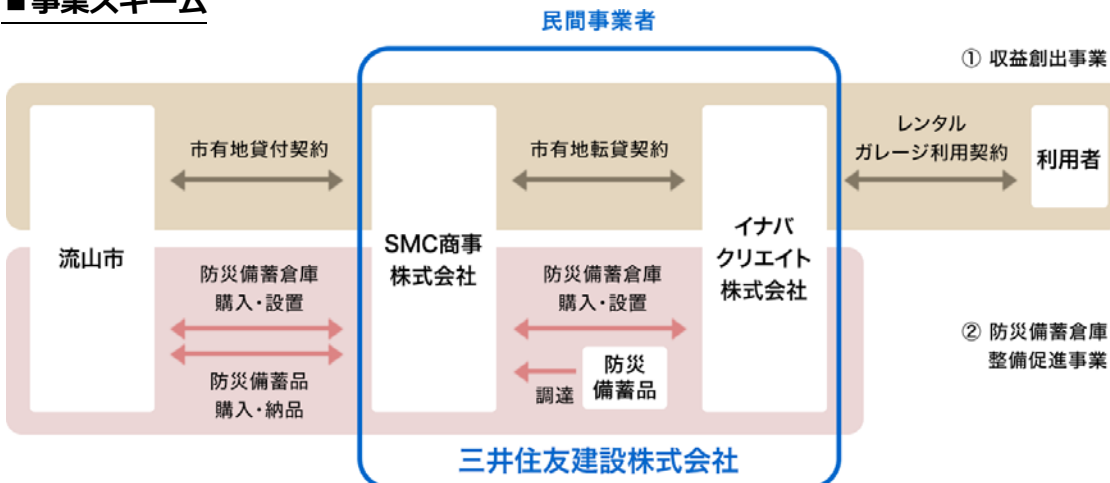 ■事業スキーム
民間事業者
① 収益創出事業
市有地貸付契約
市有地転貸契約
レンタル
ガレージ利用契約
利用者
流山市
SMC商事
株式会社
イナバ
クリエイト
株式会社
防災備蓄倉庫
購入・設置
防災備蓄倉庫
購入・設置
② 防災備蓄倉庫
整備促進事業
防災備蓄品
購入・納品
調達
防災
備蓄品
三井住友建設株式会社